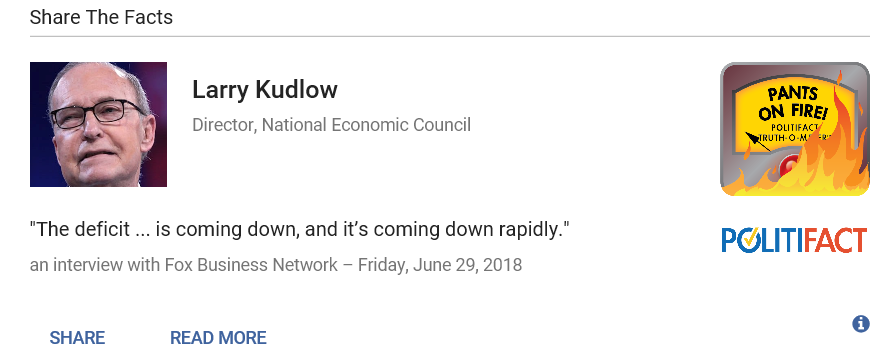 Share The Facts
Larry Kudlow
Director, National Economic Council
PANTS
ON FIRE!
POLITIFACT
TRUTH-O-METER
"The deficit ... is coming down, and it’s coming down rapidly."
POLITIFACT
an interview with Fox Business Network – Friday, June 29, 2018
SHARE
READ MORE